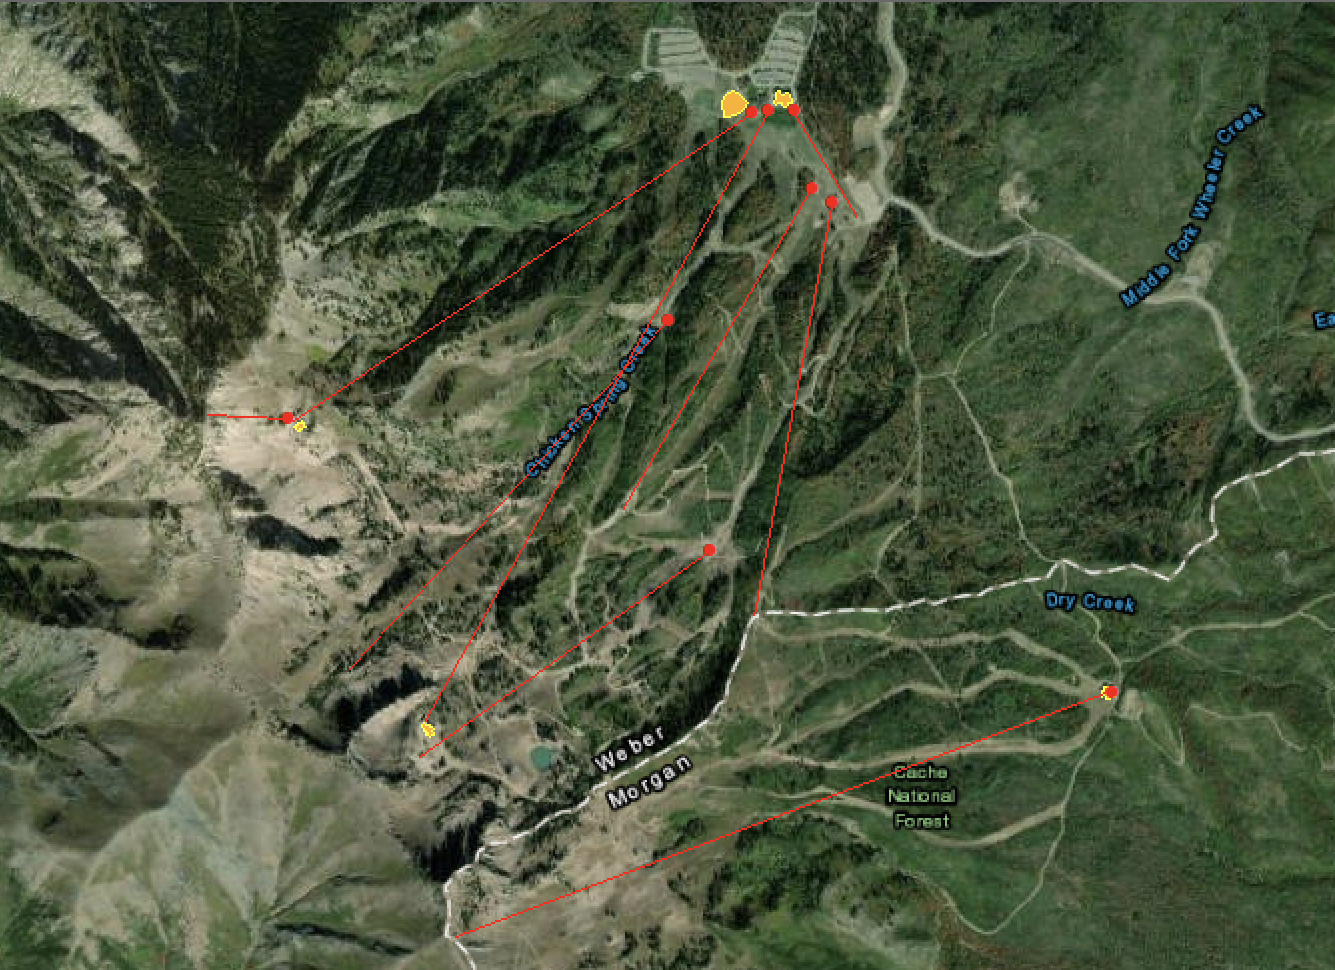 Middle Fork Wheeler Creek
Ea
Chicken Spring Creek
Dry Creek
Weber
Morgan
Cache
National
Forest